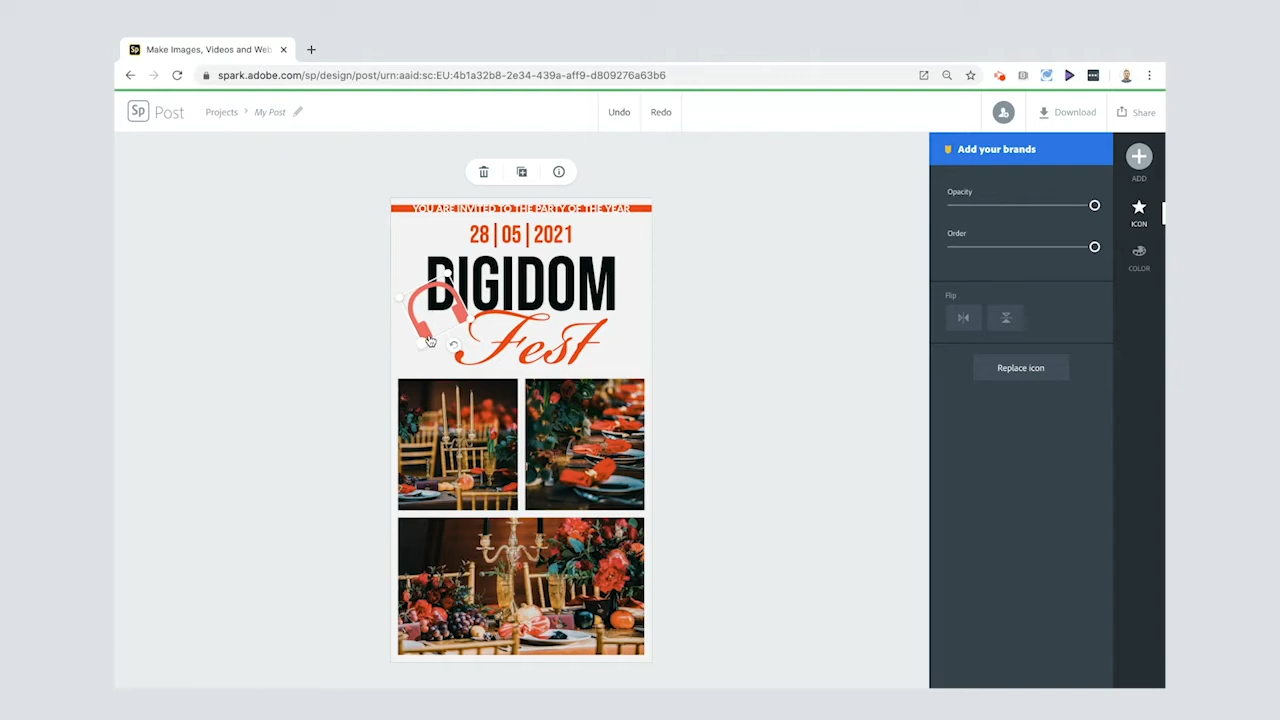 Sp Make Images, Videos and Web
spark.adobe.com/sp/design/post/urn:aaid:sc:EU:4b1a32b8-2e34-439a-aff9-d809276a63b6
Sp Post Projects > My Post Undo Redo Download Share
Add your brands
ADD
Opacity
ICON
Order
COLOR
Flip
Replace icon
YOU ARE INVITED TO THE PARTY OF THE YEAR
28|05|2021
DIGIDOM
Fest